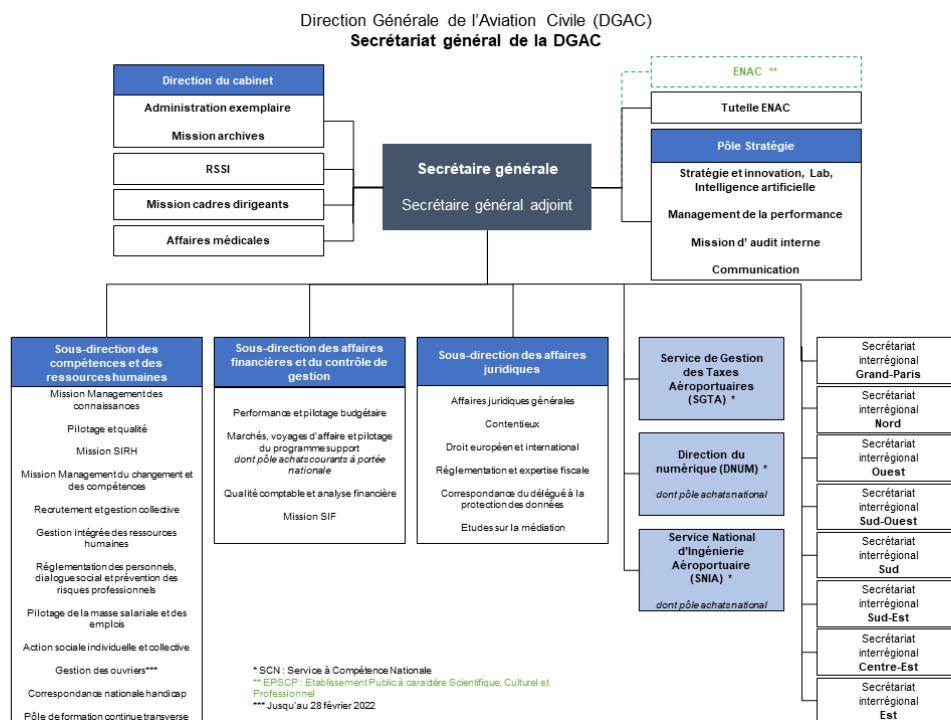 Direction Générale de l'Aviation Civile (DGAC)
Secrétariat général de la DGAC
Direction du cabinet
Administration exemplaire
Mission archives
RSSI
Mission cadres dirigeants
Affaires médicales
Secrétaire générale
Secrétaire général adjoint
ENAC **
Tutelle ENAC
Pôle Stratégie
Stratégie et innovation, Lab,
Intelligence artificielle
Management de la performance
Mission d' audit interne
Communication
Sous-direction des
compétences et des
ressources humaines
Mission Management des
connaissances
Pilotage et qualité
Mission SIRH
Mission Management du changement et
des compétences
Recrutement et gestion collective
Gestion intégrée des ressources
humaines
Réglementation des personnels,
dialogue social et prévention des
risques professionnels
Pilotage de la masse salariale et des
emplois
Action sociale individuelle et collective
Gestion des ouvriers***
Correspondance nationale handicap
Pôle de formation continue transverse
Sous-direction des affaires
financières et du contrôle de
gestion
Performance et pilotage budgétaire
Marchés, voyages d'affaire et pilotage
du programme support
dont pôle achats courants à portée
nationale
Qualité comptable et analyse financière
Mission SIF
Sous-direction des affaires
juridiques
Affaires juridiques générales
Contentieux
Droit européen et international
Réglementation et expertise fiscale
Correspondance du délégué à la
protection des données
Etudes sur la médiation
Service de Gestion
des Taxes
Aéroportuaires
(SGTA) *
Direction du
numérique (DNUM) *
dont pôle achats national
Service National
d'Ingénierie
Aéroportuaire
(SNIA) *
dont pôle achats national
Secrétariat
interrégional
Grand-Paris
Secrétariat
interrégional
Nord
Secrétariat
interrégional
Ouest
Secrétariat
interrégional
Sud-Ouest
Secrétariat
interrégional
Sud
Secrétariat
interrégional
Sud-Est
Secrétariat
interrégional
Centre-Est
Secrétariat
interrégional
Est
* SCN : Service à Compétence Nationale
** EPSCP : Etablissement Public à caractère Scientifique, Culturel et
Professionnel
*** Jusqu'au 28 février 2022